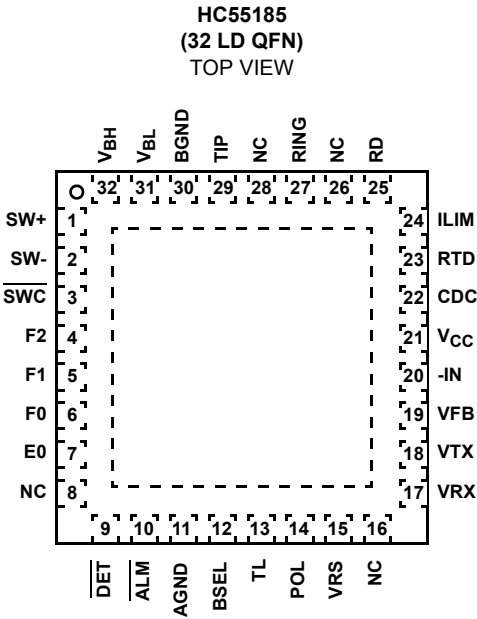 HC55185
(32 LD QFN)
TOP VIEW
VBH VBL BGND TIP NC RING NC RD
32 31 30 29 28 27 26 25
SW+ 1 24 ILIM
SW- 2 23 RTD
SWC 3 22 CDC
F2 4 21 VCC
F1 5 20 -IN
F0 6 19 VFB
E0 7 18 VTX
NC 8 17 VRX
9 10 11 12 13 14 15 16
DET ALM AGND BSEL TL POL VRS NC